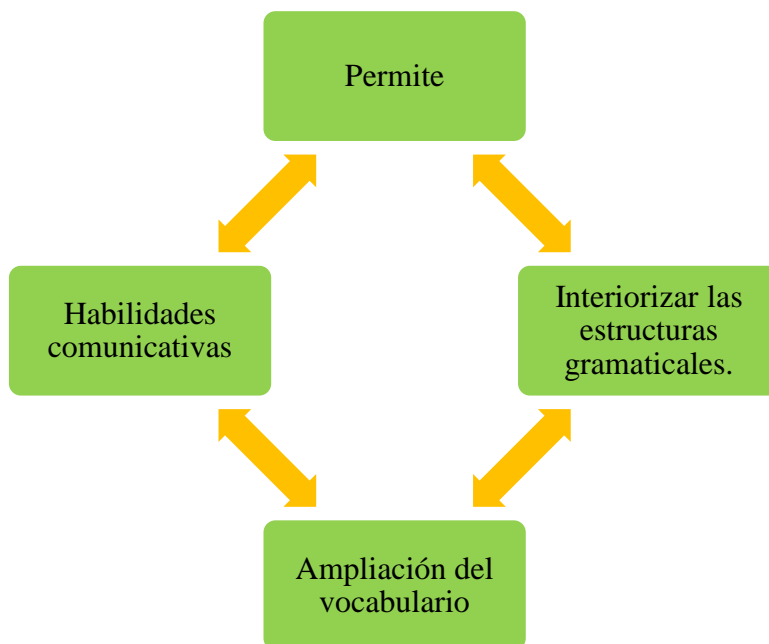 Permite
Habilidades
comunicativas
Interiorizar las
estructuras
gramaticales.
Ampliación del
vocabulario